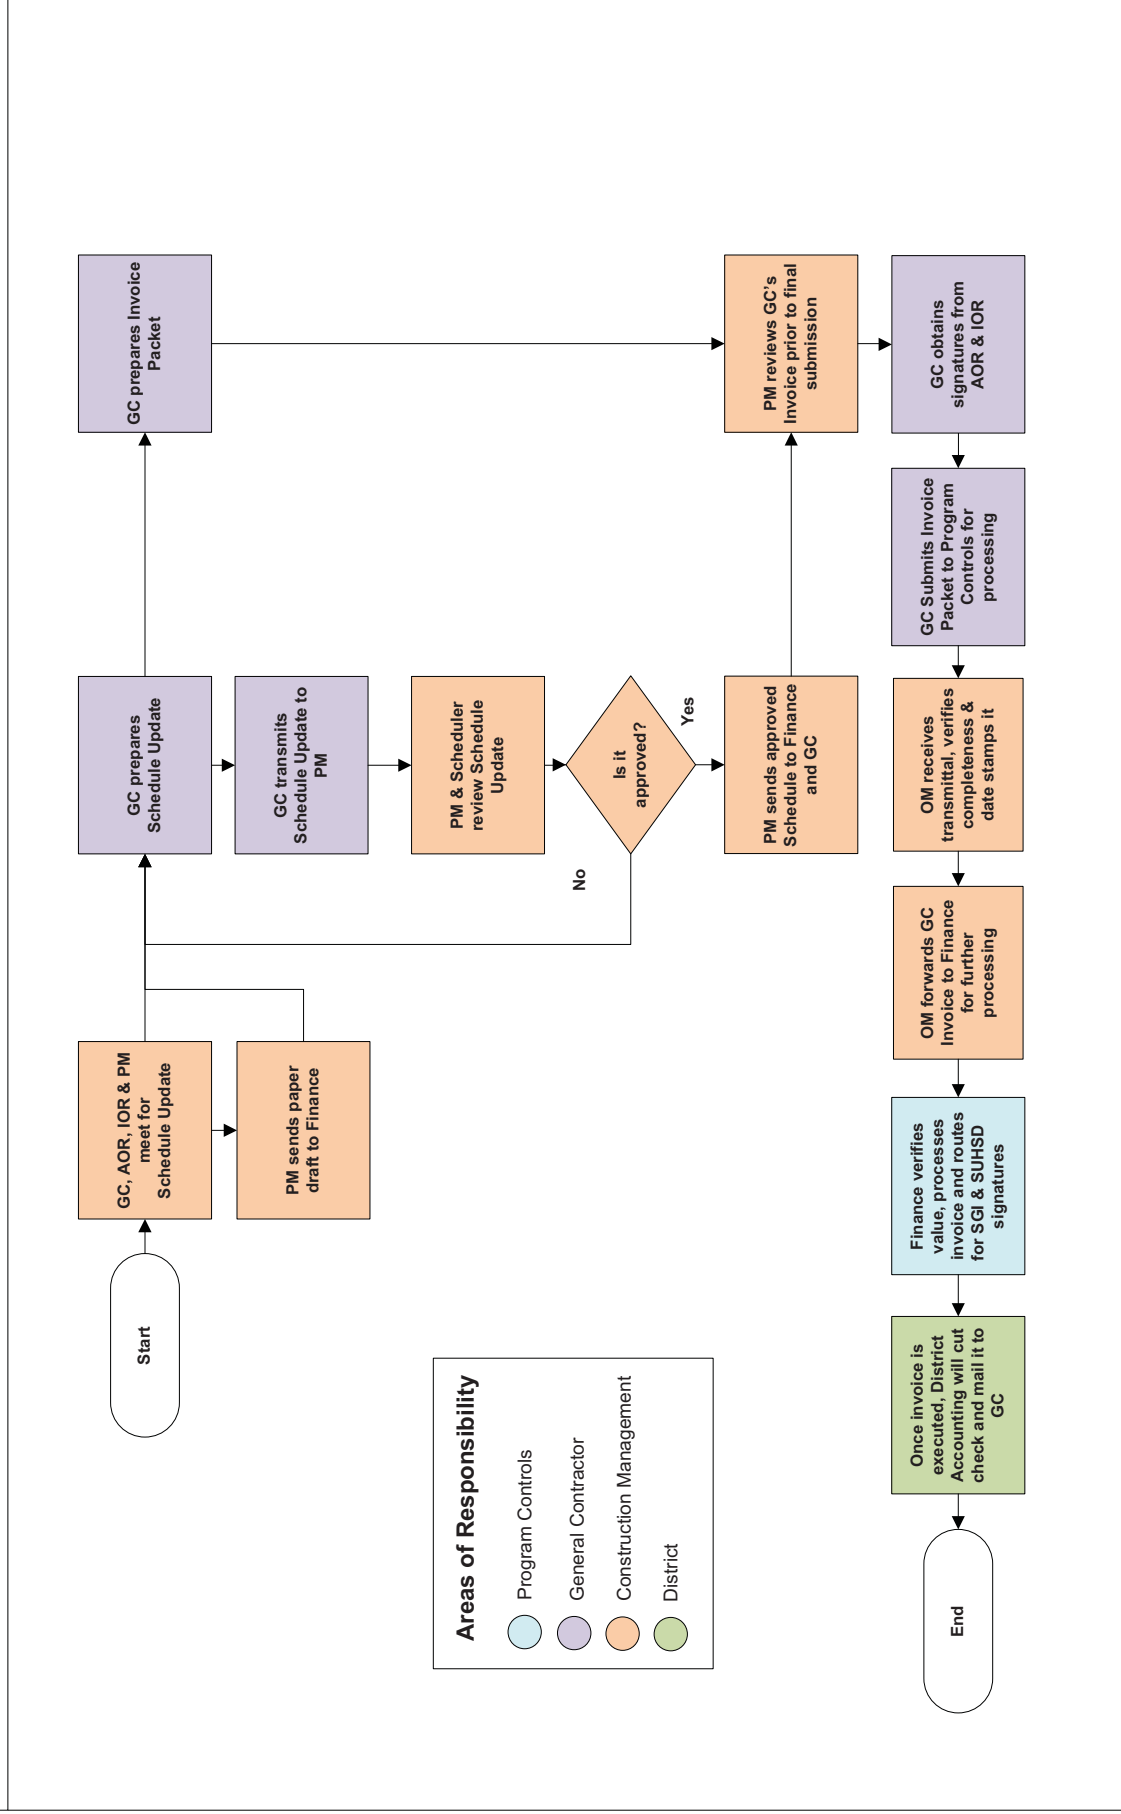 Start
GC, AOR, IOR & PM
meet for
Schedule Update
PM sends paper
draft to Finance
GC prepares
Schedule Update
GC prepares Invoice
Packet
GC transmits
Schedule Update to
PM
PM & Scheduler
review Schedule
Update
Is it
approved?
No
Yes
PM sends approved
Schedule to Finance
and GC
PM reviews GC's
Invoice prior to final
submission
GC obtains
signatures from
AOR & IOR
GC Submits Invoice
Packet to Program
Controls for
processing
OM receives
transmittal, verifies
completeness &
date stamps it
OM forwards GC
Invoice to Finance
for further
processing
Finance verifies
value, processes
invoice and routes
for SGI & SUHSD
signatures
Once invoice is
executed, District
Accounting will cut
check and mail it to
GC
End
Areas of Responsibility
Program Controls
General Contractor
Construction Management
District